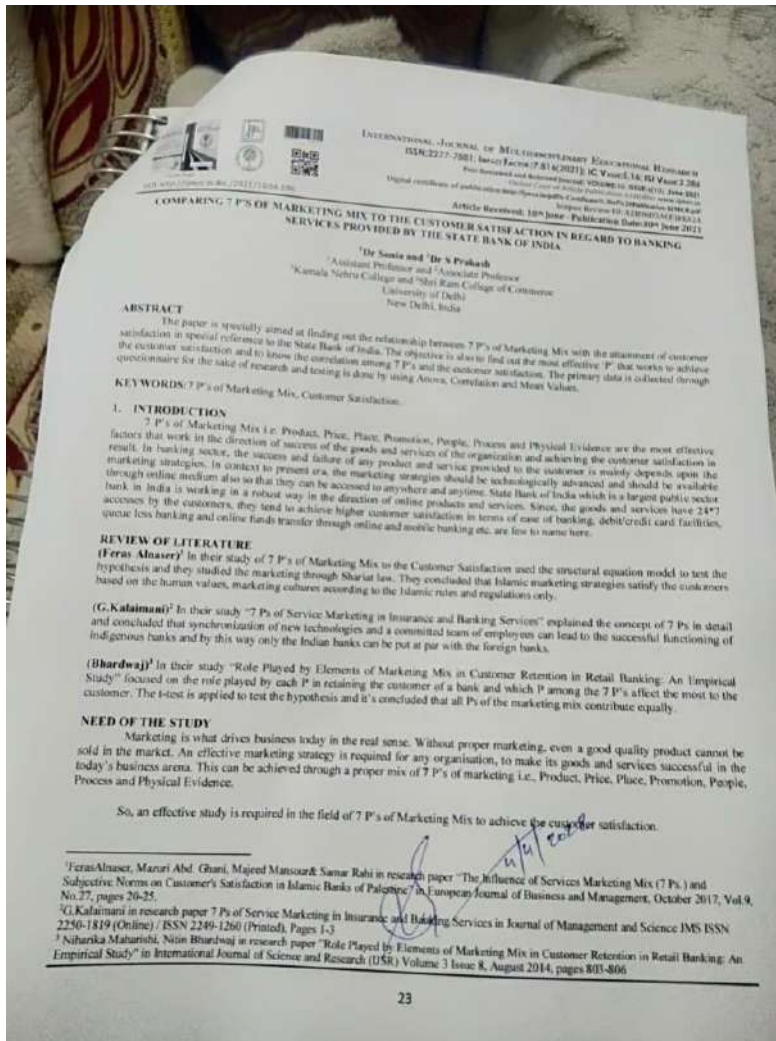 INTERNATIONAL JOURNAL OF MULTIDISCIPLINARY EDUCATIONAL RESEARCH
ISSN:2277-7881; IMPACT FACTOR :7.816(2021); IC VALUE:5.16; ISI VALUE:2.286
Peer Reviewed and Refereed Journal: VOLUME:10, ISSUE:6(10), June:2021
Article Received: 10th June - Publication Date:30th June 2021
COMPARING 7 P'S OF MARKETING MIX TO THE CUSTOMER SATISFACTION IN REGARD TO BANKING
SERVICES PROVIDED BY THE STATE BANK OF INDIA
1Dr Sonia and 2Dr S Prakash
1Assistant Professor and 2Associate Professor
1Kamala Nehru College and 2Shri Ram College of Commerce
University of Delhi
New Delhi, India
ABSTRACT
The paper is specially aimed at finding out the relationship between 7 P's of Marketing Mix with the attainment of customer
satisfaction in special reference to the State Bank of India. The objective is also to find out the most effective 'P' that works to achieve
the customer satisfaction and to know the correlation among 7 P's and the customer satisfaction. The primary data is collected through
questionnaire for the sake of research and testing is done by using Anova, Correlation and Mean Values.
KEYWORDS: 7 P's of Marketing Mix, Customer Satisfaction.
1. INTRODUCTION
7 P's of Marketing Mix i.e. Product, Price, Place, Promotion, People, Process and Physical Evidence are the most effective
factors that work in the direction of success of the goods and services of the organization and achieving the customer satisfaction in
result. In banking sector, the success and failure of any product and service provided to the customer is mainly depends upon the
marketing strategies. In context to present era, the marketing strategies should be technologically advanced and should be available
through online medium also so that they can be accessed to anywhere and anytime. State Bank of India which is a largest public sector
bank in India is working in a robust way in the direction of online products and services. Since, the goods and services have 24*7
accesses by the customers, they tend to achieve higher customer satisfaction in terms of ease of banking, debit/credit card facilities,
queue less banking and online funds transfer through online and mobile banking etc. are few to name here.
REVIEW OF LITERATURE
(Feras Alnaser)1 In their study of 7 P's of Marketing Mix to the Customer Satisfaction used the structural equation model to test the
hypothesis and they studied the marketing through Shariat law. They concluded that Islamic marketing strategies satisfy the customers
based on the human values, marketing cultures according to the Islamic rules and regulations only.
(G.Kalaimani)2 In their study "7 Ps of Service Marketing in Insurance and Banking Services" explained the concept of 7 Ps in detail
and concluded that synchronization of new technologies and a committed team of employees can lead to the successful functioning of
indigenous banks and by this way only the Indian banks can be put at par with the foreign banks.
(Bhardwaj)3 In their study "Role Played by Elements of Marketing Mix in Customer Retention in Retail Banking: An Empirical
Study" focused on the role played by each P in retaining the customer of a bank and which P among the 7 P's affect the most to the
customer. The t-test is applied to test the hypothesis and it's concluded that all Ps of the marketing mix contribute equally.
NEED OF THE STUDY
Marketing is what drives business today in the real sense. Without proper marketing, even a good quality product cannot be
sold in the market. An effective marketing strategy is required for any organisation, to make its goods and services successful in the
today's business arena. This can be achieved through a proper mix of 7 P's of marketing i.e., Product, Price, Place, Promotion, People,
Process and Physical Evidence.
So, an effective study is required in the field of 7 P's of Marketing Mix to achieve the customer satisfaction.
1FerasAlnaser, Mazuri Abd. Ghani, Majeed Mansour& Samar Rahi in research paper "The Influence of Services Marketing Mix (7 Ps.) and
Subjective Norms on Customer's Satisfaction in Islamic Banks of Palestine" in European Journal of Business and Management, October 2017, Vol.9,
No.27, pages 20-25.
2G.Kalaimani in research paper 7 Ps of Service Marketing in Insurance and Banking Services in Journal of Management and Science JMS ISSN
2250-1819 (Online) / ISSN 2249-1260 (Printed), Pages 1-3
3 Niharika Maharishi, Nitin Bhardwaj in research paper "Role Played by Elements of Marketing Mix in Customer Retention in Retail Banking: An
Empirical Study" in International Journal of Science and Research (IJSR) Volume 3 Issue 8, August 2014, pages 803-806
23